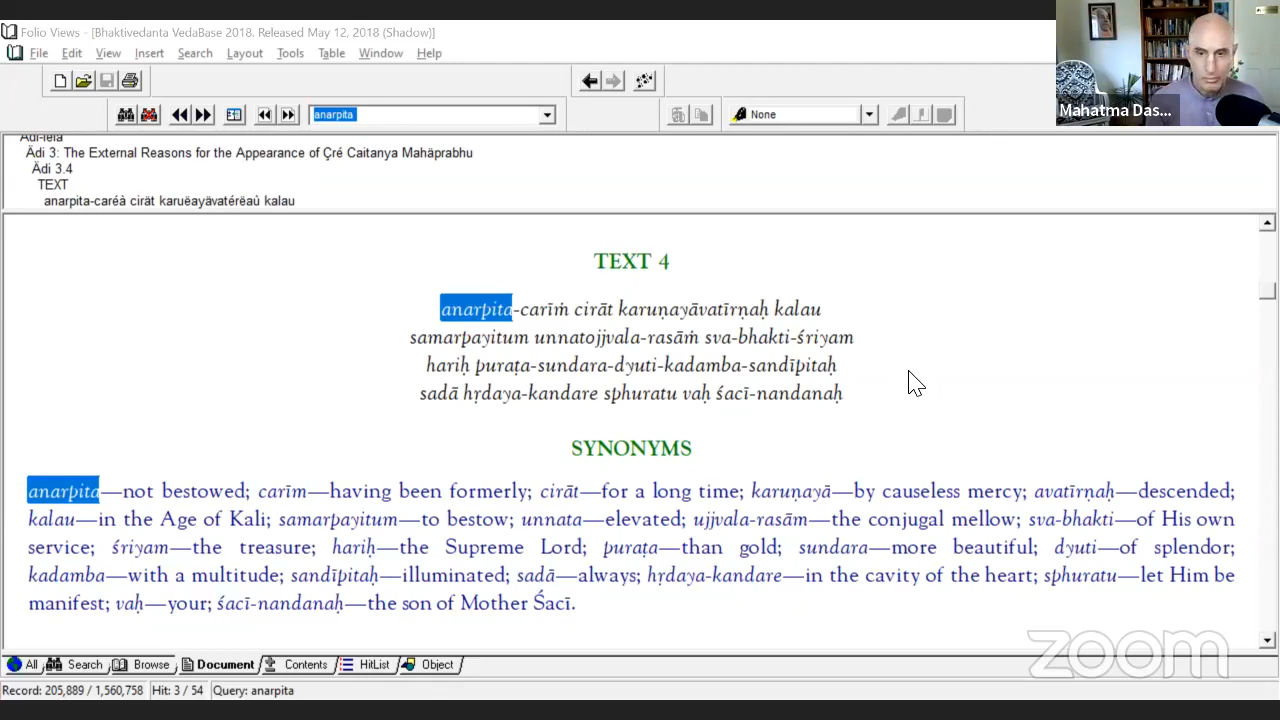 Folio Views - [Bhaktivedanta VedaBase 2018. Released May 12, 2018 (Shadow)]
File Edit View Insert Search Layout Tools Table Window Help
anarpita
None
Mahatma Das...
Ädi-lélä
Ädi 3: The External Reasons for the Appearance of Çré Caitanya Mahäprabhu
Ädi 3.4
TEXT
anarpita-caréà cirät karuëayävatérëaù kalau
TEXT 4
anarpita-carīṁ cirāt karuṇayāvatīrṇaḥ kalau
samarpayitum unnatojjvala-rasāṁ sva-bhakti-śriyam
hariḥ puraṭa-sundara-dyuti-kadamba-sandīpitaḥ
sadā hṛdaya-kandare sphuratu vaḥ śacī-nandanaḥ
SYNONYMS
anarpita—not bestowed; carīm—having been formerly; cirāt—for a long time; karuṇayā—by causeless mercy; avatīrṇaḥ—descended;
kalau—in the Age of Kali; samarpayitum—to bestow; unnata—elevated; ujjvala-rasām—the conjugal mellow; sva-bhakti—of His own
service; śriyam—the treasure; hariḥ—the Supreme Lord; puraṭa—than gold; sundara—more beautiful; dyuti—of splendor;
kadamba—with a multitude; sandīpitaḥ—illuminated; sadā—always; hṛdaya-kandare—in the cavity of the heart; sphuratu—let Him be
manifest; vaḥ—your; śacī-nandanaḥ—the son of Mother Śacī.
zoom
All Search Browse Document Contents HitList Object
Record: 205,889 / 1,560,758 Hit: 3 / 54 Query: anarpita